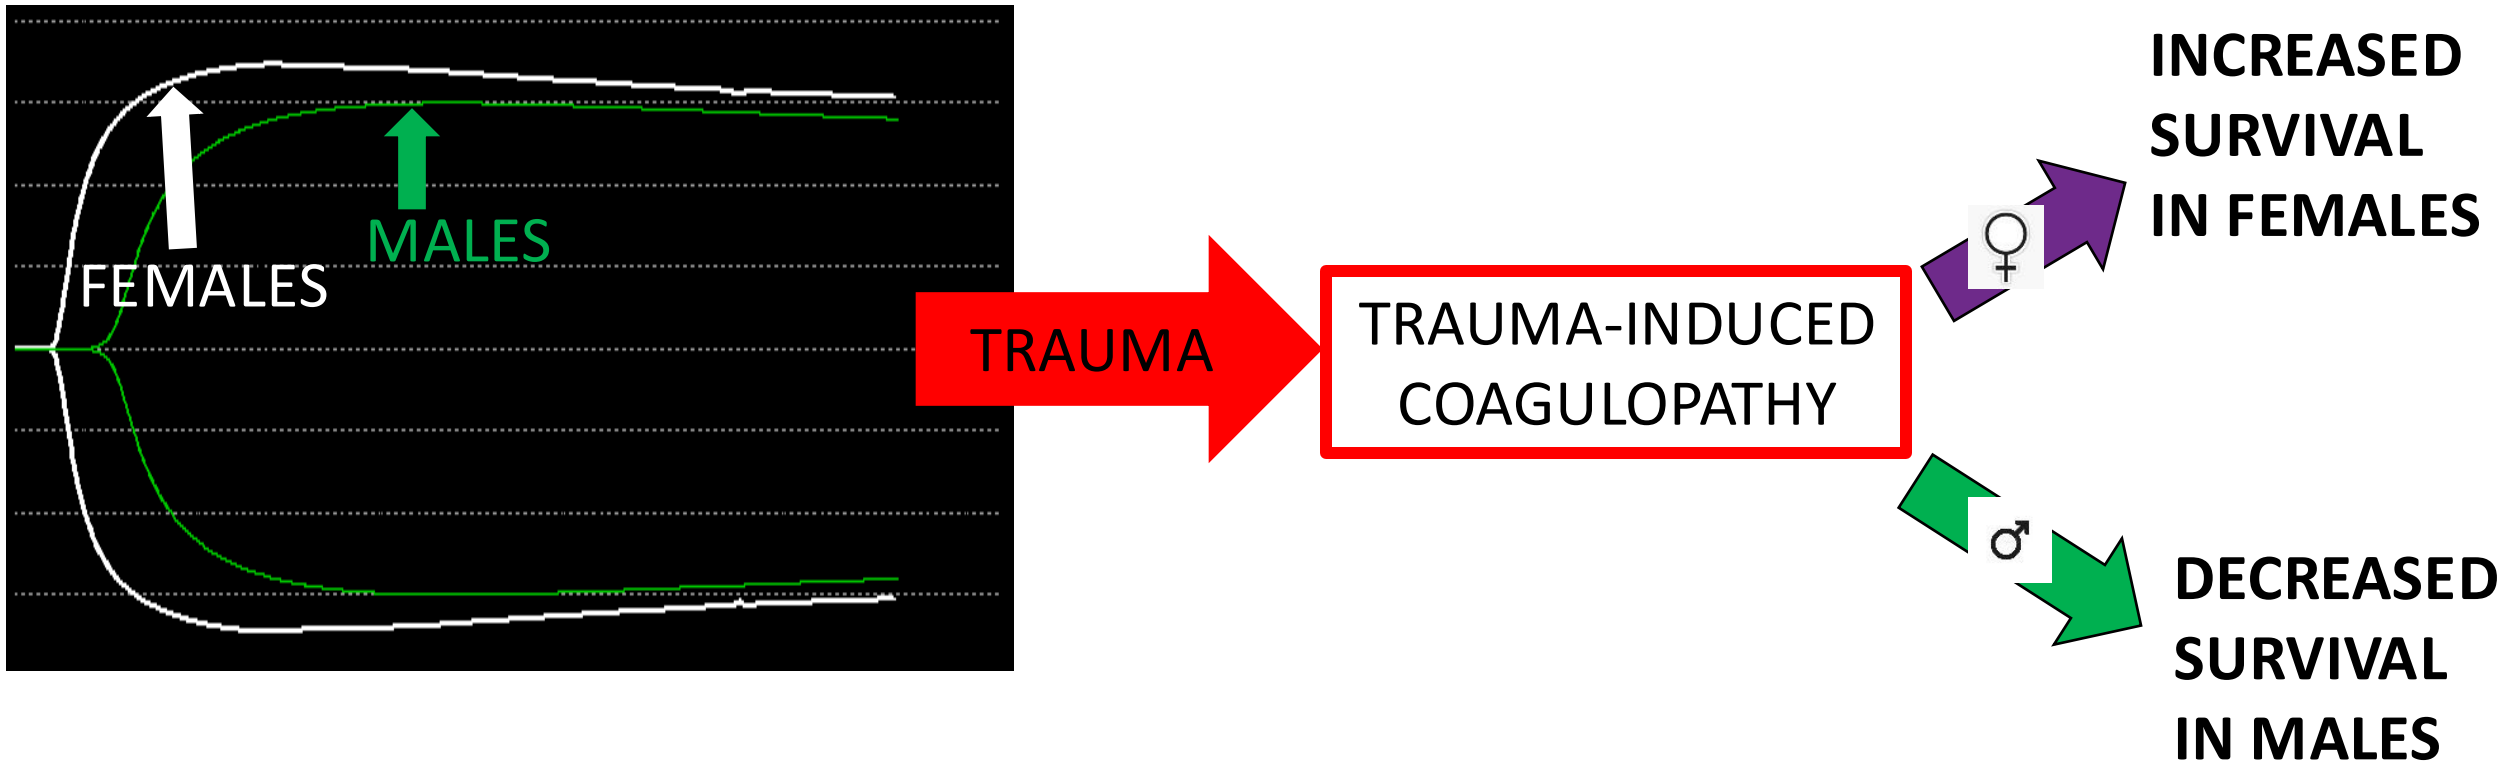 FEMALES
MALES
TRAUMA
TRAUMA-INDUCED
COAGULOPATHY
INCREASED
SURVIVAL
IN FEMALES
DECREASED
SURVIVAL
IN MALES